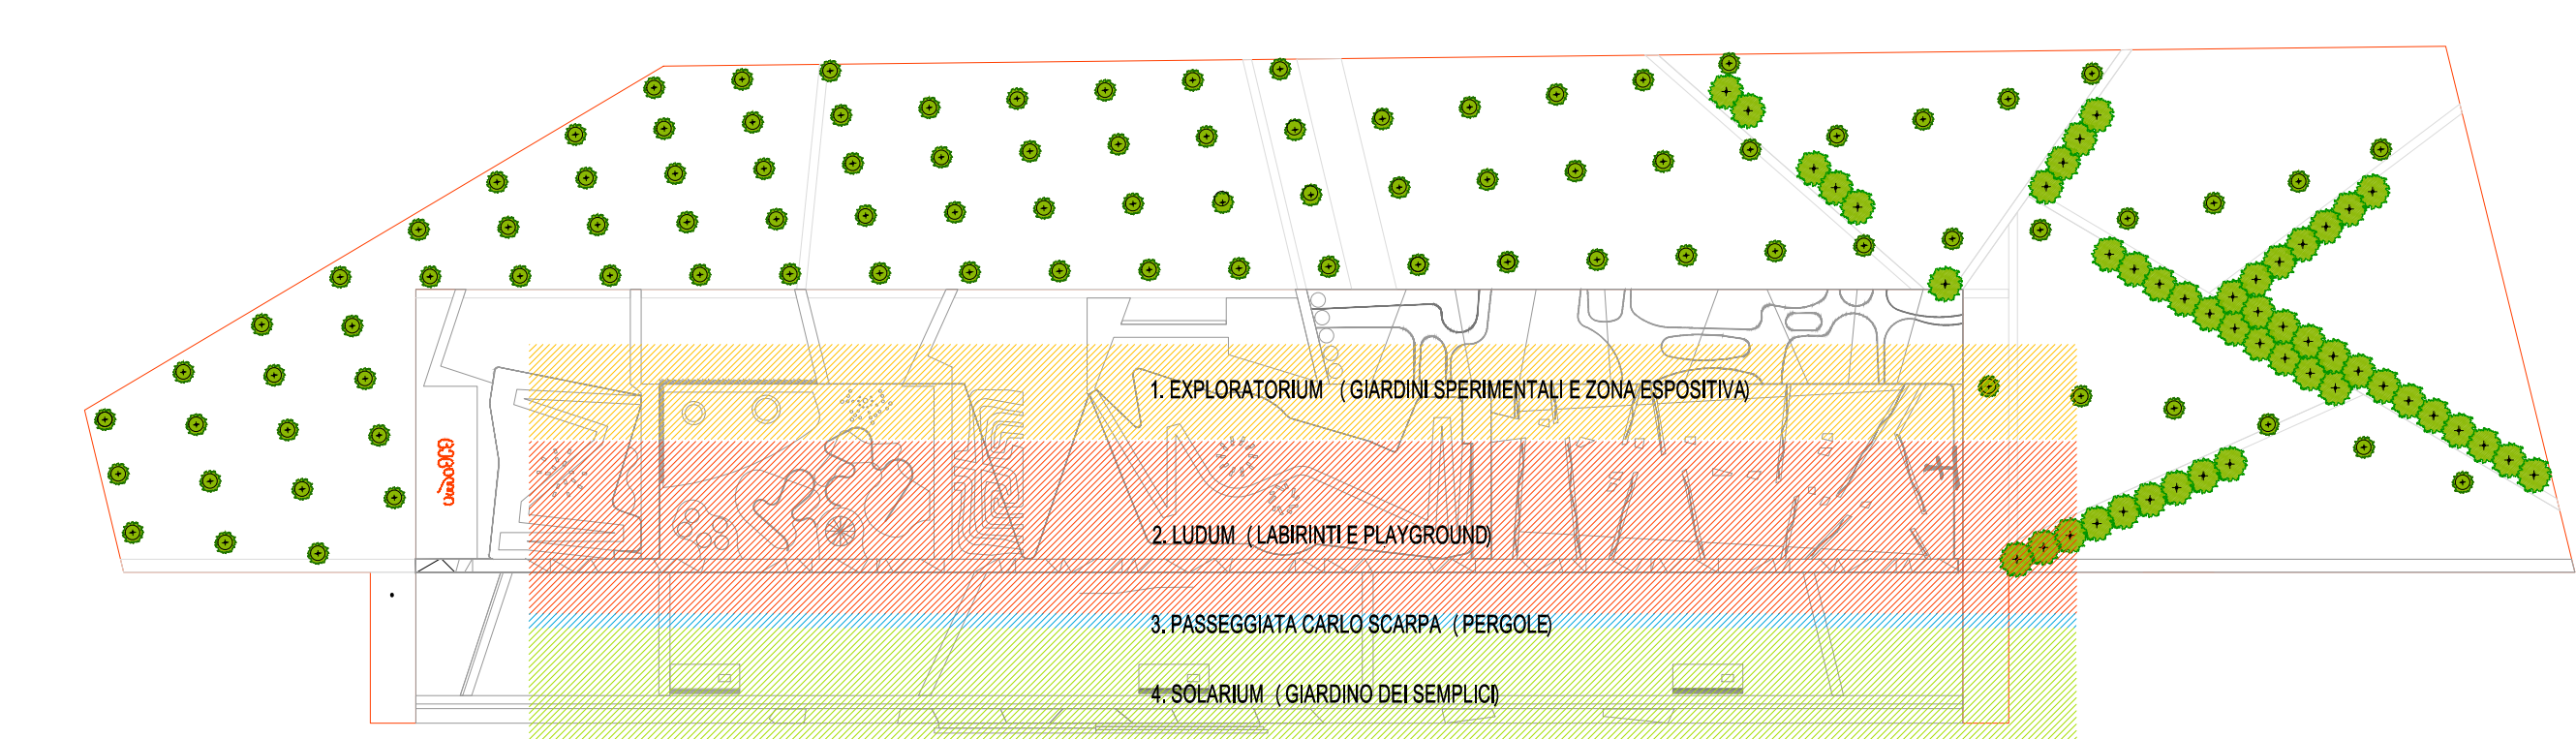 1. EXPLORATORIUM ( GIARDINI SPERIMENTALI E ZONA ESPOSITIVA)
2. LUDUM ( LABIRINTI E PLAYGROUND)
3. PASSEGGIATA CARLO SCARPA ( PERGOLE)
4. SOLARIUM ( GIARDINO DEI SEMPLICI)